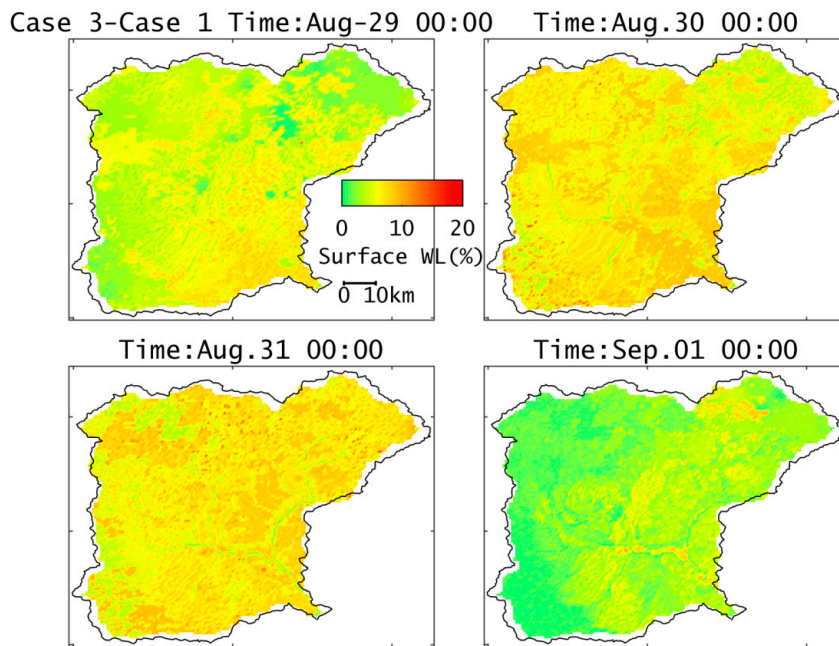 Case 3-Case 1 Time:Aug-29 00:00
Time:Aug.30 00:00
0 10 20
Surface WL(%)
0 10km
Time:Aug.31 00:00
Time:Sep.01 00:00